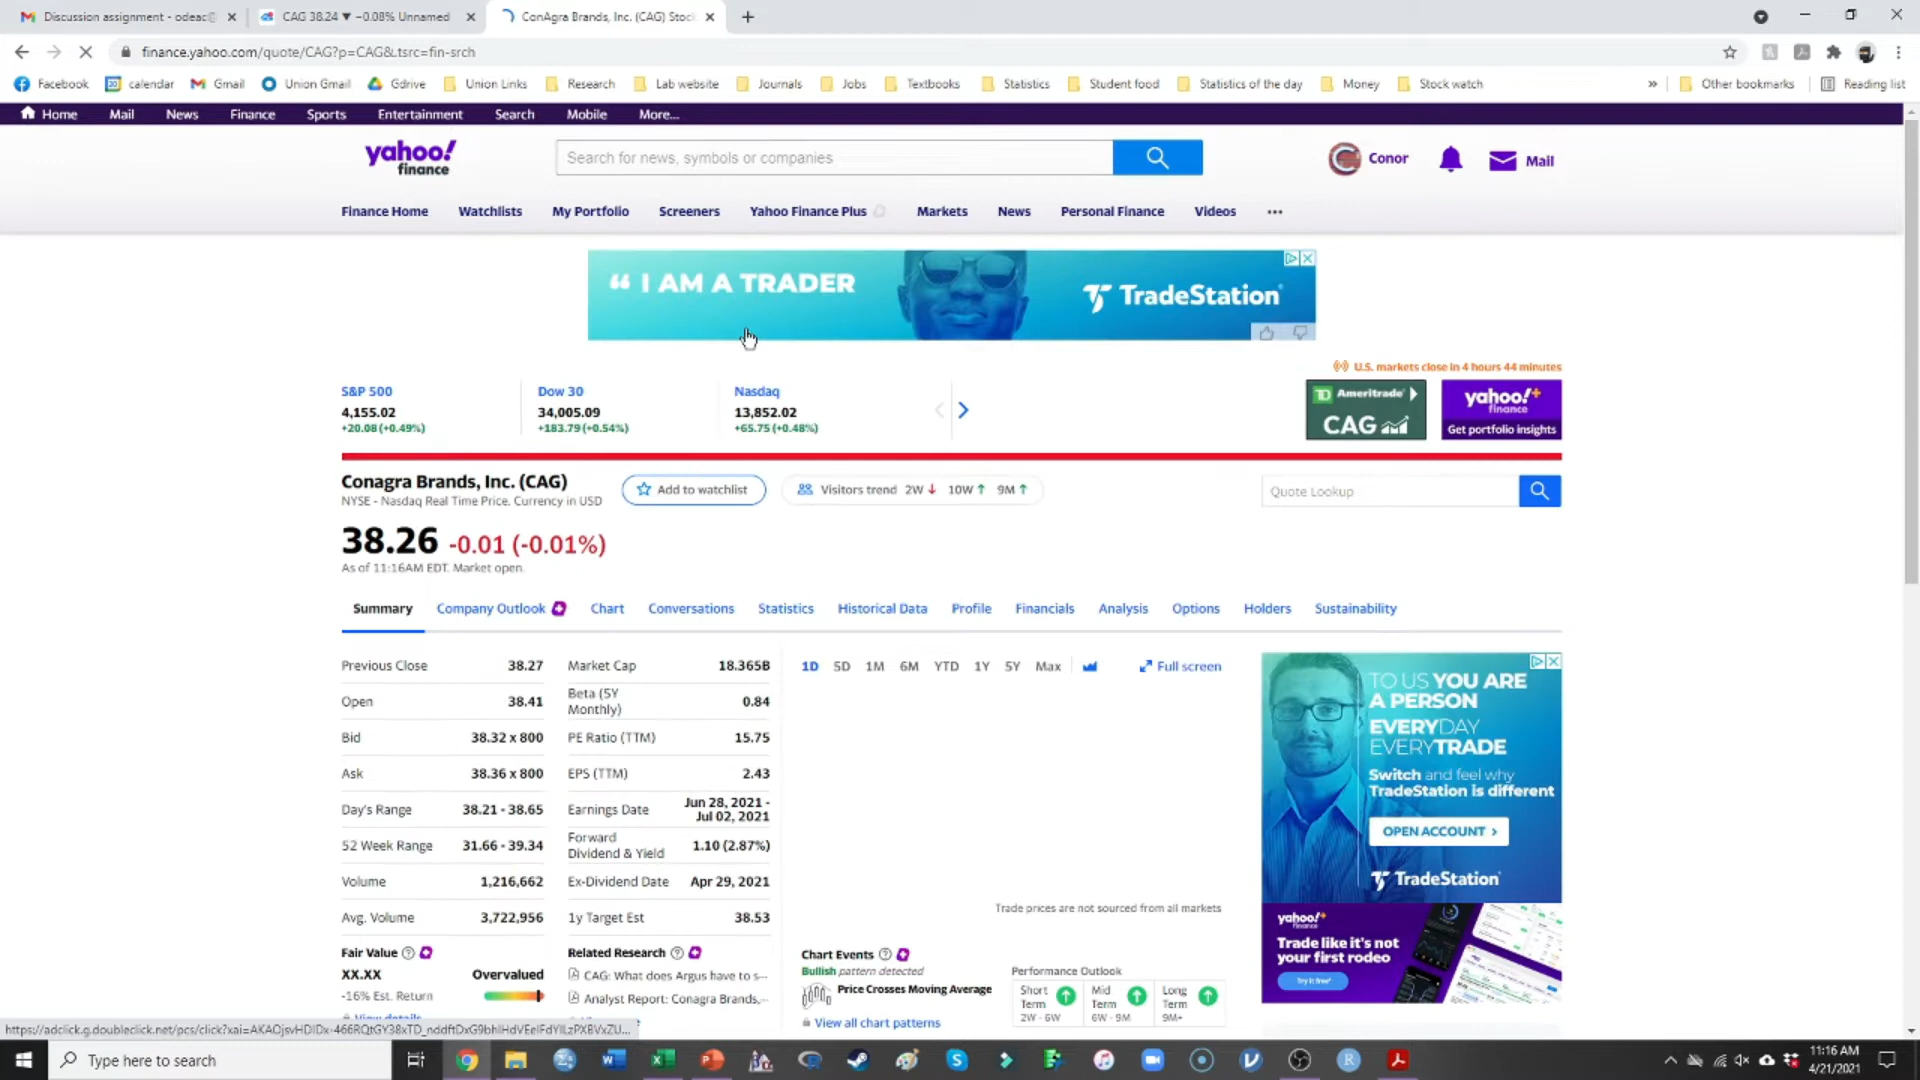 Discussion assignment - odeac@
CAG 38.24 ▼ −0.08% Unnamed
ConAgra Brands, Inc. (CAG) Stoc
finance.yahoo.com/quote/CAG?p=CAG&.tsrc=fin-srch
Facebook calendar Gmail Union Gmail Gdrive Union Links Research Lab website Journals Jobs Textbooks Statistics Student food Statistics of the day Money Stock watch » Other bookmarks Reading list
Home Mail News Finance Sports Entertainment Search Mobile More...
yahoo!
finance
Search for news, symbols or companies
Conor
Mail
Finance Home Watchlists My Portfolio Screeners Yahoo Finance Plus Markets News Personal Finance Videos •••
“ I AM A TRADER
TradeStation
U.S. markets close in 4 hours 44 minutes
S&P 500
4,155.02
+20.08 (+0.49%)
Dow 30
34,005.09
+183.79 (+0.54%)
Nasdaq
13,852.02
+65.75 (+0.48%)
TD Ameritrade
CAG
yahoo!+
finance
Get portfolio insights
Conagra Brands, Inc. (CAG)
NYSE - Nasdaq Real Time Price. Currency in USD
Add to watchlist
Visitors trend 2W ↓ 10W ↑ 9M ↑
Quote Lookup
38.26 -0.01 (-0.01%)
As of 11:16AM EDT. Market open.
Summary Company Outlook Chart Conversations Statistics Historical Data Profile Financials Analysis Options Holders Sustainability
Previous Close 38.27
Open 38.41
Bid 38.32 x 800
Ask 38.36 x 800
Day's Range 38.21 - 38.65
52 Week Range 31.66 - 39.34
Volume 1,216,662
Avg. Volume 3,722,956
Market Cap 18.365B
Beta (5Y
Monthly) 0.84
PE Ratio (TTM) 15.75
EPS (TTM) 2.43
Earnings Date Jun 28, 2021 -
Jul 02, 2021
Forward
Dividend & Yield 1.10 (2.87%)
Ex-Dividend Date Apr 29, 2021
1y Target Est 38.53
1D 5D 1M 6M YTD 1Y 5Y Max Full screen
Trade prices are not sourced from all markets
TO US YOU ARE
A PERSON
EVERYDAY
EVERYTRADE
Switch and feel why
TradeStation is different
OPEN ACCOUNT >
TradeStation
yahoo!+
finance
Trade like it's not
your first rodeo
Try it free*
Fair Value
XX.XX Overvalued
-16% Est. Return
View details
Related Research
CAG: What does Argus have to s...
Analyst Report: Conagra Brands,...
Chart Events
Bullish pattern detected
Price Crosses Moving Average
View all chart patterns
Performance Outlook
Short
Term
2W - 6W
Mid
Term
6W - 9M
Long
Term
9M+
Type here to search
11:16 AM
4/21/2021